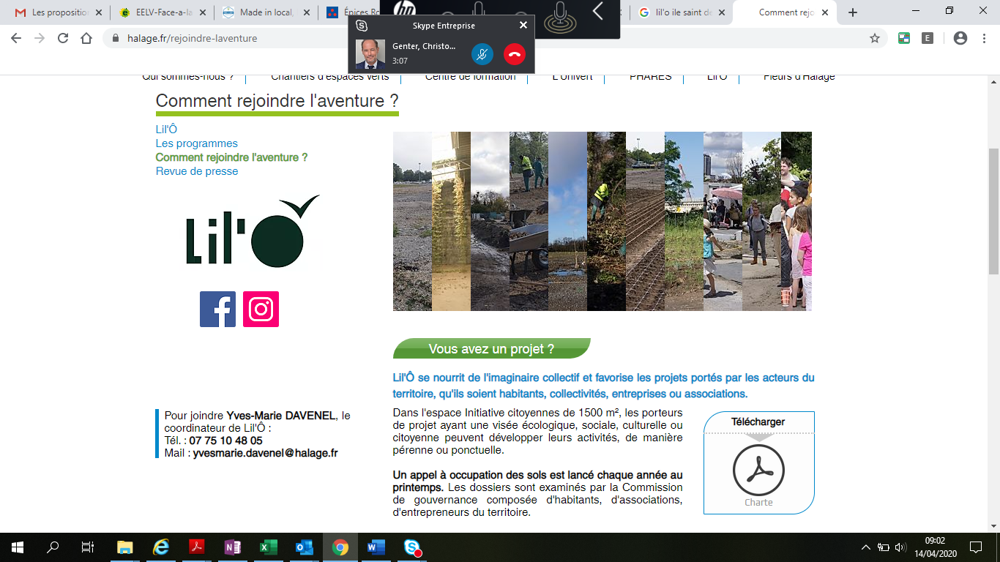 Les proposition
EELV-Face-a-la
Made in local,
Épices Ro
lil'o ile saint de
Comment rejo
hp
Skype Entreprise
Genter, Christo...
3:07
halage.fr/rejoindre-laventure
E
Qui sommes-nous ?
Chantiers d'espaces verts
Centre de formation
L'Univert
PHARES
Lil'Ô
Fleurs d'Halage
Comment rejoindre l'aventure ?
Lil'Ô
Les programmes
Comment rejoindre l'aventure ?
Revue de presse
Lil'Ô
Vous avez un projet ?
Lil'Ô se nourrit de l'imaginaire collectif et favorise les projets portés par les acteurs du
territoire, qu'ils soient habitants, collectivités, entreprises ou associations.
Dans l'espace Initiative citoyennes de 1500 m², les porteurs
de projet ayant une visée écologique, sociale, culturelle ou
citoyenne peuvent développer leurs activités, de manière
pérenne ou ponctuelle.
Un appel à occupation des sols est lancé chaque année au
printemps. Les dossiers sont examinés par la Commission
de gouvernance composée d'habitants, d'associations,
d'entrepreneurs du territoire.
Télécharger
Charte
Pour joindre Yves-Marie DAVENEL, le
coordinateur de Lil'Ô :
Tél. : 07 75 10 48 05
Mail : yvesmarie.davenel@halage.fr
09:02
14/04/2020